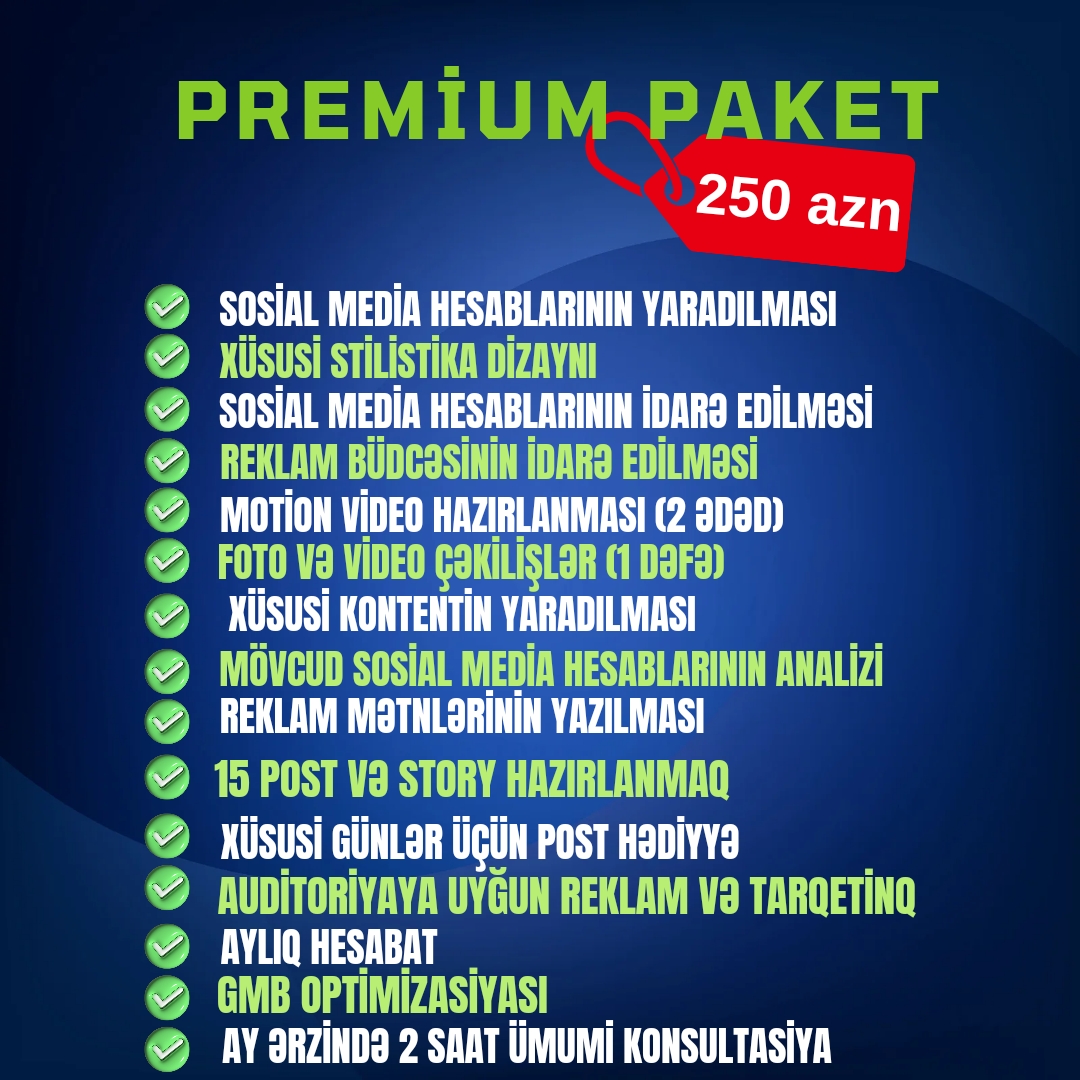 PREMİUM PAKET
250 azn
SOSİAL MEDİA HESABLARININ YARADILMASI
XÜSUSİ STİLİSTİKA DİZAYNI
SOSİAL MEDİA HESABLARININ İDARƏ EDİLMƏSİ
REKLAM BÜDCƏSİNİN İDARƏ EDİLMƏSİ
MOTİON VİDEO HAZIRLANMASI (2 ƏDƏD)
FOTO VƏ VİDEO ÇƏKİLİŞLƏR (1 DƏFƏ)
XÜSUSİ KONTENTİN YARADILMASI
MÖVCUD SOSİAL MEDİA HESABLARININ ANALİZİ
REKLAM MƏTNLƏRİNİN YAZILMASI
15 POST VƏ STORY HAZIRLANMAQ
XÜSUSİ GÜNLƏR ÜÇÜN POST HƏDİYYƏ
AUDİTORİYAYA UYĞUN REKLAM VƏ TARQETİNQ
AYLIQ HESABAT
GMB OPTİMİZASİYASI
AY ƏRZİNDƏ 2 SAAT ÜMUMİ KONSULTASİYA